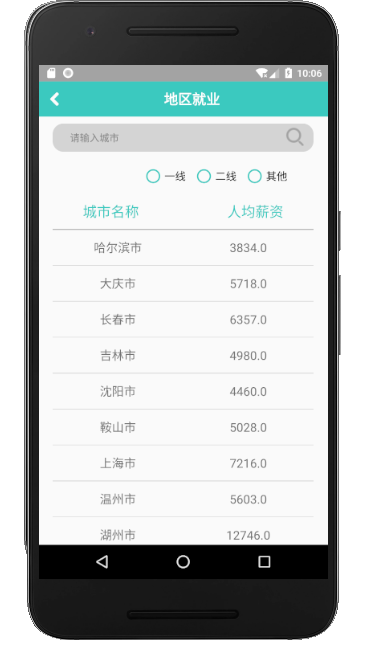 10:06
地区就业
请输入城市
一线 二线 其他
城市名称 人均薪资
哈尔滨市 3834.0
大庆市 5718.0
长春市 6357.0
吉林市 4980.0
沈阳市 4460.0
鞍山市 5028.0
上海市 7216.0
温州市 5603.0
湖州市 12746.0